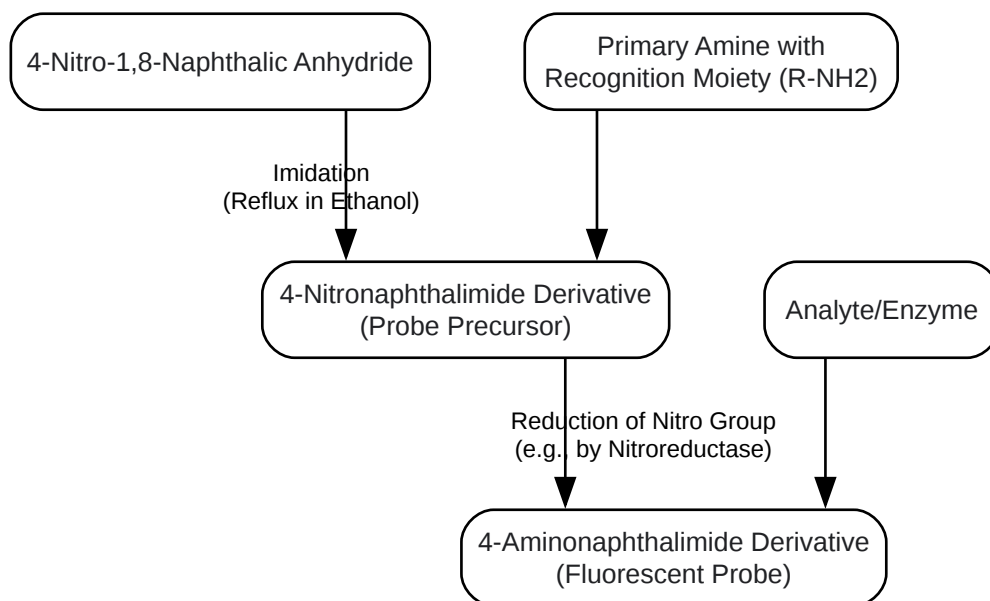 4-Nitro-1,8-Naphthalic Anhydride
Primary Amine with
Recognition Moiety (R-NH2)
Imidation
(Reflux in Ethanol)
4-Nitronaphthalimide Derivative
(Probe Precursor)
Analyte/Enzyme
Reduction of Nitro Group
(e.g., by Nitroreductase)
4-Aminonaphthalimide Derivative
(Fluorescent Probe)